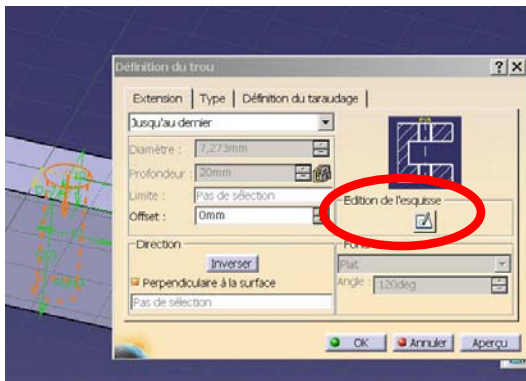 Définition du trou
? X
Extension Type Définition du taraudage
Jusqu'au dernier
Diamètre : 7,273mm
Profondeur : 20mm
Limite : Pas de sélection
Offset : 0mm
Edition de l'esquisse
Direction
Inverser
Perpendiculaire à la surface
Pas de sélection
Plat
Angle : 120deg
OK Annuler Aperçu